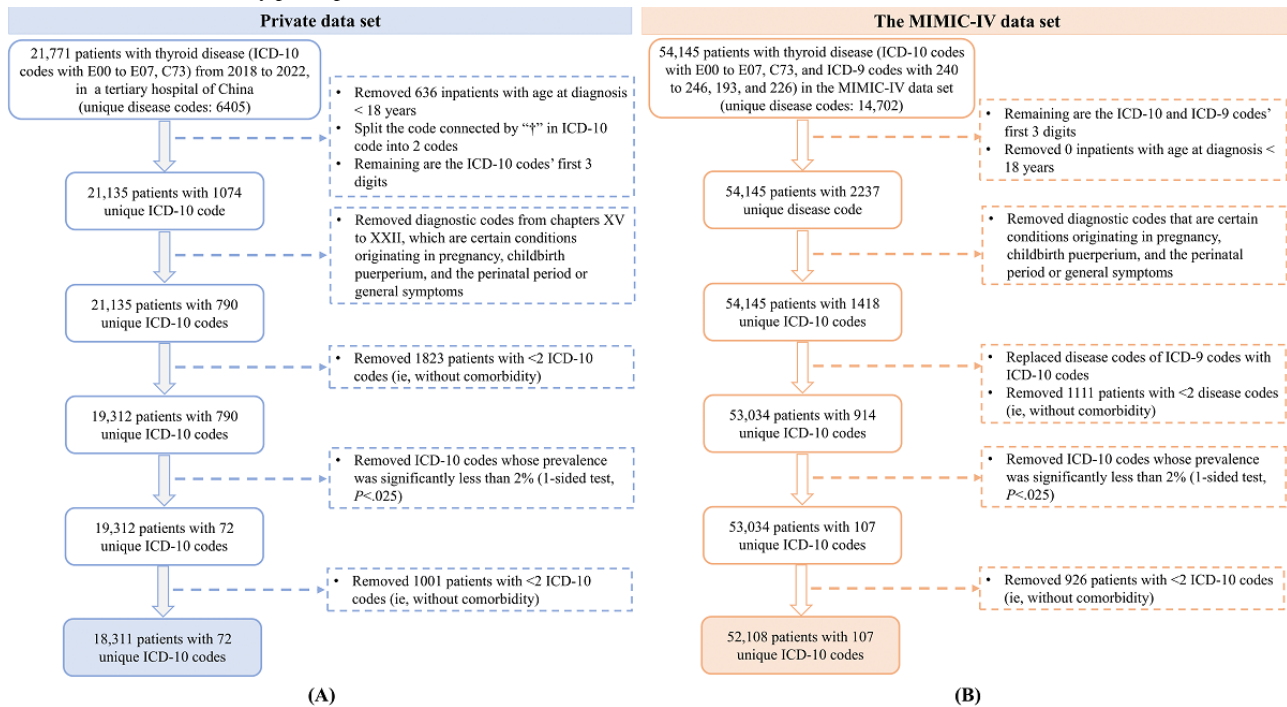 Private data set
21,771 patients with thyroid disease (ICD-10
codes with E00 to E07, C73) from 2018 to 2022,
in a tertiary hospital of China
(unique disease codes: 6405)
• Removed 636 inpatients with age at diagnosis
< 18 years
• Split the code connected by “†” in ICD-10
code into 2 codes
• Remaining are the ICD-10 codes’ first 3
digits
21,135 patients with 1074
unique ICD-10 code
• Removed diagnostic codes from chapters XV
to XXII, which are certain conditions
originating in pregnancy, childbirth
puerperium, and the perinatal period or
general symptoms
21,135 patients with 790
unique ICD-10 codes
• Removed 1823 patients with <2 ICD-10
codes (ie, without comorbidity)
19,312 patients with 790
unique ICD-10 codes
• Removed ICD-10 codes whose prevalence
was significantly less than 2% (1-sided test,
P<.025)
19,312 patients with 72
unique ICD-10 codes
• Removed 1001 patients with <2 ICD-10
codes (ie, without comorbidity)
18,311 patients with 72
unique ICD-10 codes
(A)
The MIMIC-IV data set
54,145 patients with thyroid disease (ICD-10 codes
with E00 to E07, C73, and ICD-9 codes with 240
to 246, 193, and 226) in the MIMIC-IV data set
(unique disease codes: 14,702)
• Remaining are the ICD-10 and ICD-9 codes’
first 3 digits
• Removed 0 inpatients with age at diagnosis <
18 years
54,145 patients with 2237
unique disease code
• Removed diagnostic codes that are certain
conditions originating in pregnancy,
childbirth puerperium, and the perinatal
period or general symptoms
54,145 patients with 1418
unique ICD-10 codes
• Replaced disease codes of ICD-9 codes with
ICD-10 codes
• Removed 1111 patients with <2 disease codes
(ie, without comorbidity)
53,034 patients with 914
unique ICD-10 codes
• Removed ICD-10 codes whose prevalence
was significantly less than 2% (1-sided test,
P<.025)
53,034 patients with 107
unique ICD-10 codes
• Removed 926 patients with <2 ICD-10 codes
(ie, without comorbidity)
52,108 patients with 107
unique ICD-10 codes
(B)